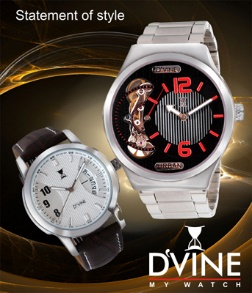 Statement of style
D'VINE
MY WATCH